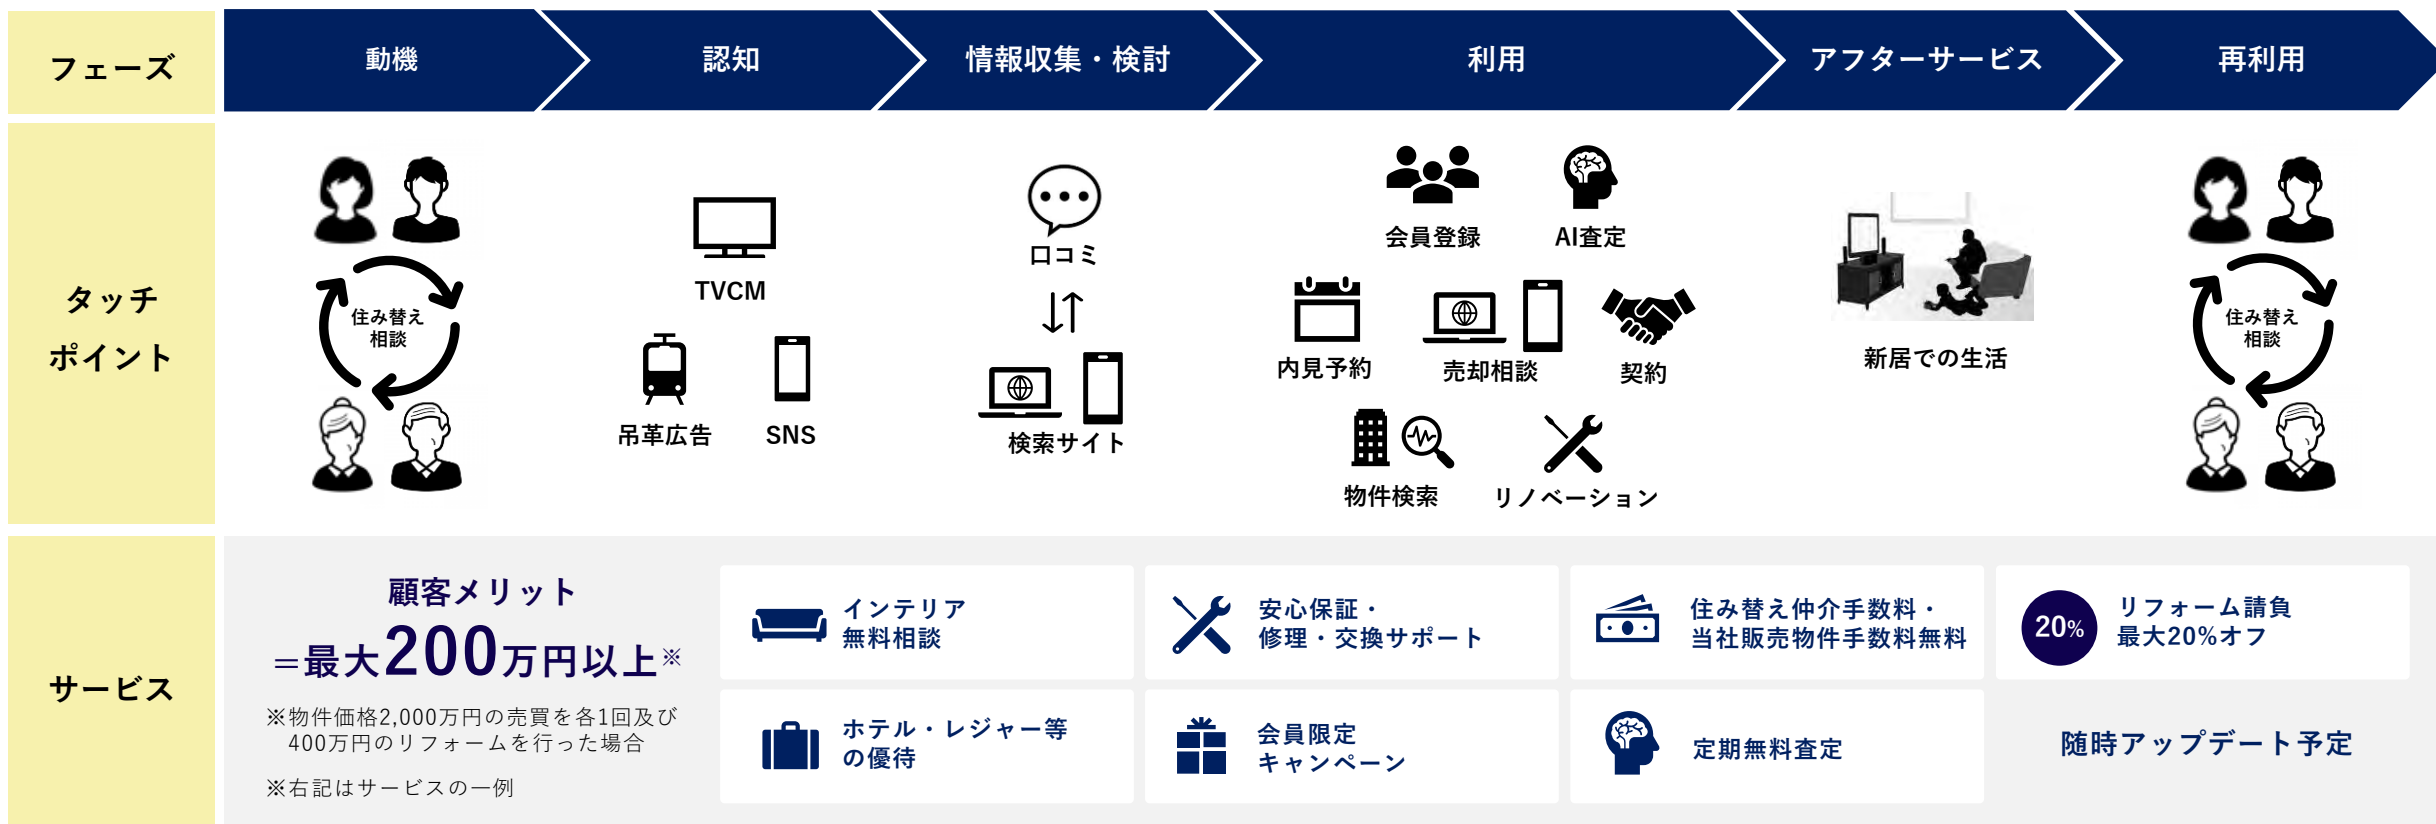 フェーズ
動機
認知
情報収集・検討
利用
アフターサービス
再利用
タッチ
ポイント
住み替え
相談
TVCM
吊革広告
SNS
口コミ
検索サイト
会員登録
AI査定
内見予約
売却相談
契約
物件検索
リノベーション
新居での生活
住み替え
相談
サービス
顧客メリット
=最大200万円以上※
※物件価格2,000万円の売買を各1回及び
400万円のリフォームを行った場合
※右記はサービスの一例
インテリア
無料相談
安心保証・
修理・交換サポート
住み替え仲介手数料・
当社販売物件手数料無料
20%
リフォーム請負
最大20%オフ
ホテル・レジャー等
の優待
会員限定
キャンペーン
定期無料査定
随時アップデート予定